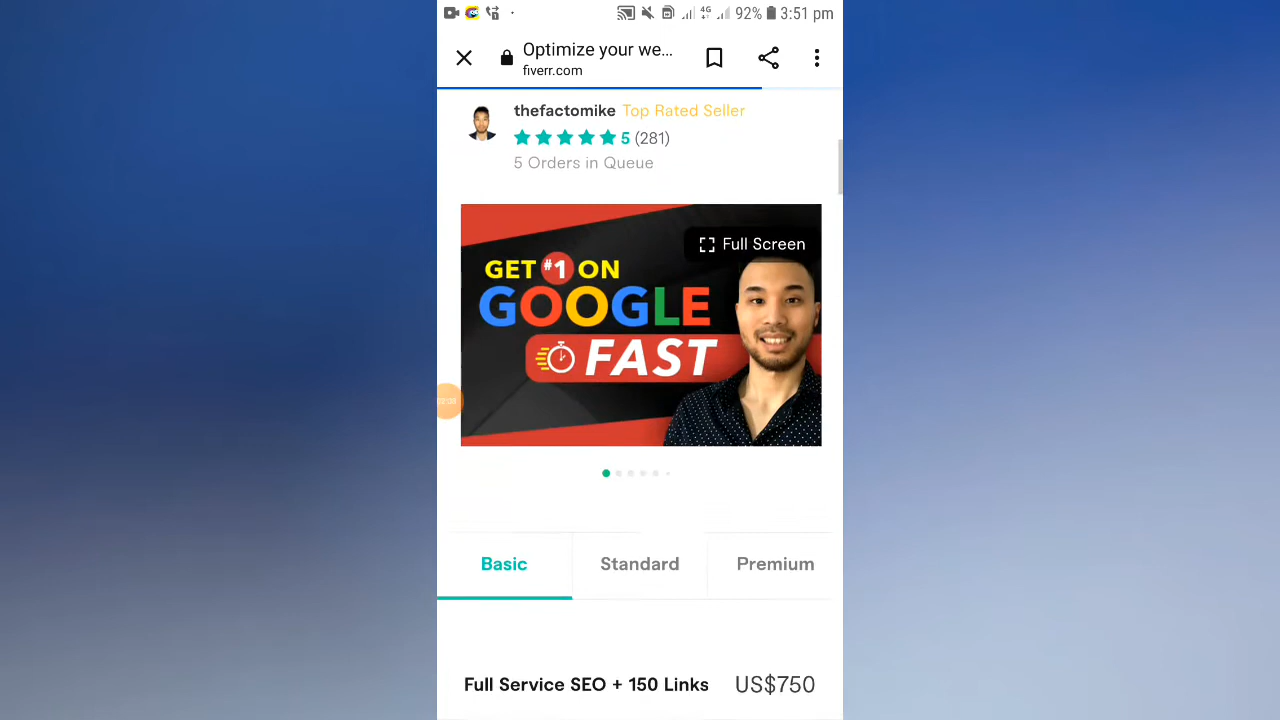 4G 92% 3:51 pm
Optimize your we...
fiverr.com
thefactomike Top Rated Seller
5 (281)
5 Orders in Queue
Full Screen
GET #1 ON
GOOGLE
FAST
Basic Standard Premium
Full Service SEO + 150 Links US$750